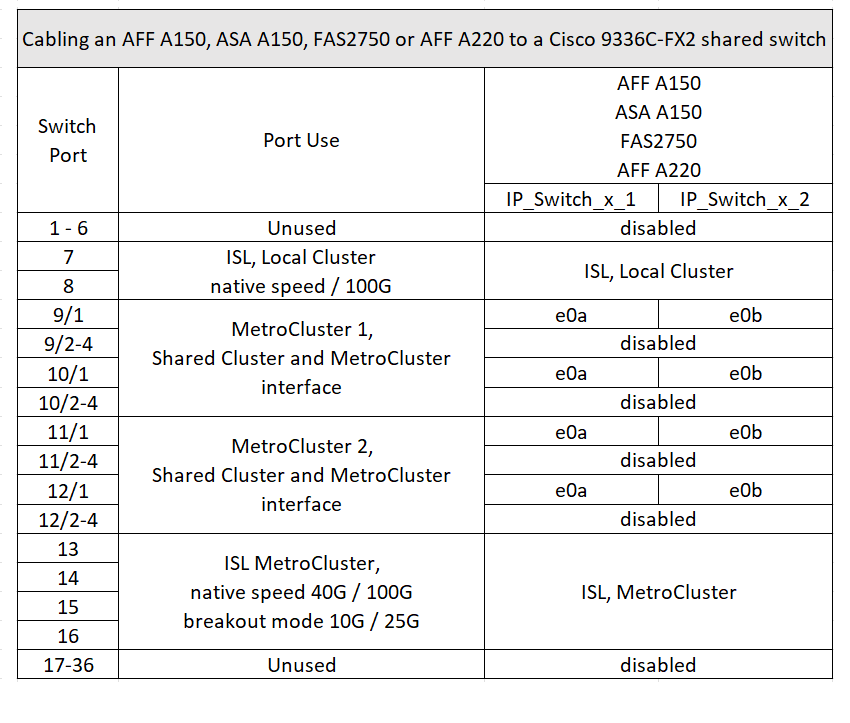 Cabling an AFF A150, ASA A150, FAS2750 or AFF A220 to a Cisco 9336C-FX2 shared switch
Switch
Port
Port Use
AFF A150
ASA A150
FAS2750
AFF A220
IP_Switch_x_1 IP_Switch_x_2
1 - 6 Unused disabled
7
8
ISL, Local Cluster
native speed / 100G
ISL, Local Cluster
9/1
9/2-4
10/1
10/2-4
MetroCluster 1,
Shared Cluster and MetroCluster
interface
e0a e0b
disabled
e0a e0b
disabled
11/1
11/2-4
12/1
12/2-4
MetroCluster 2,
Shared Cluster and MetroCluster
interface
e0a e0b
disabled
e0a e0b
disabled
13
14
15
16
ISL MetroCluster,
native speed 40G / 100G
breakout mode 10G / 25G
ISL, MetroCluster
17-36 Unused disabled